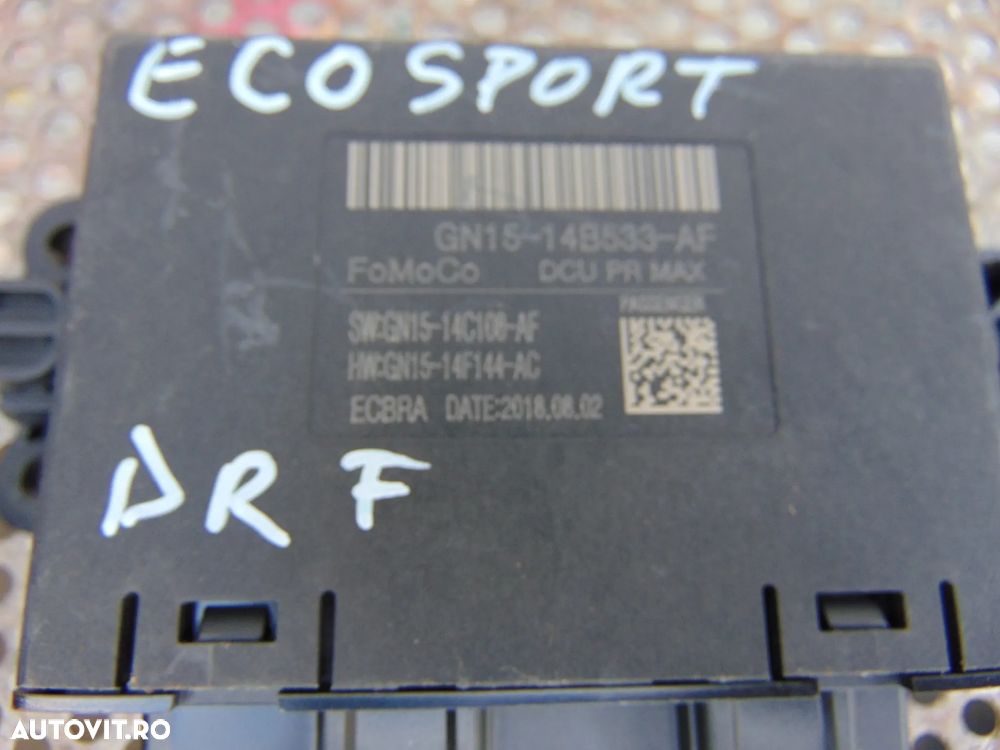 ECOSPORT
GN15-14B533-AF
FoMoCo DCU PR MAX
PASSENGER
SW:GN15-14C108-AF
HW:GN15-14F144-AC
ECBRA DATE:2018.08.02
DR F
AUTOVIT.RO